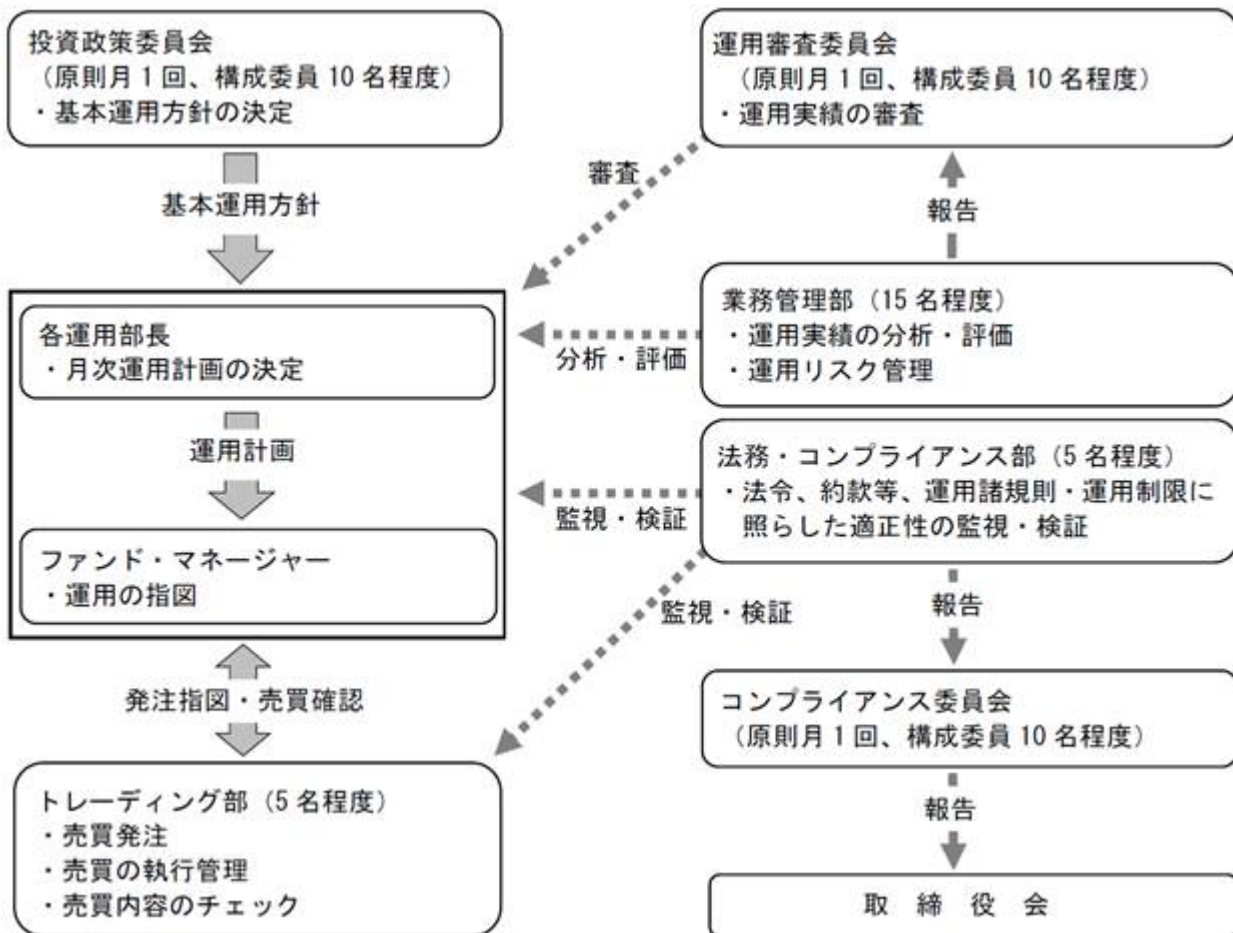 投資政策委員会
（原則月1回、構成委員10名程度）
・基本運用方針の決定
基本運用方針
各運用部長
・月次運用計画の決定
運用計画
ファンド・マネージャー
・運用の指図
発注指図・売買確認
トレーディング部（5名程度）
・売買発注
・売買の執行管理
・売買内容のチェック
運用審査委員会
（原則月1回、構成委員10名程度）
・運用実績の審査
審査
報告
業務管理部（15名程度）
・運用実績の分析・評価
・運用リスク管理
分析・評価
法務・コンプライアンス部（5名程度）
・法令、約款等、運用諸規則・運用制限に
照らした適正性の監視・検証
監視・検証
監視・検証
報告
コンプライアンス委員会
（原則月1回、構成委員10名程度）
報告
取締役会